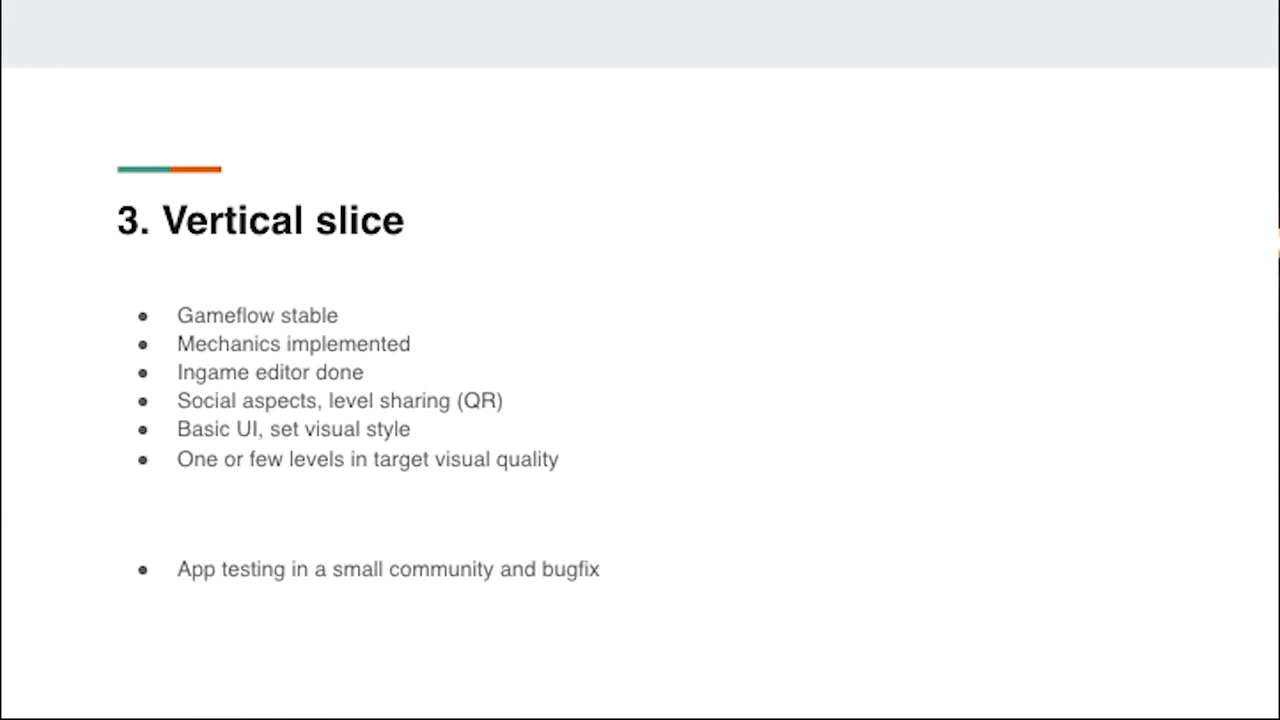 3. Vertical slice
● Gameflow stable
● Mechanics implemented
● Ingame editor done
● Social aspects, level sharing (QR)
● Basic UI, set visual style
● One or few levels in target visual quality
● App testing in a small community and bugfix